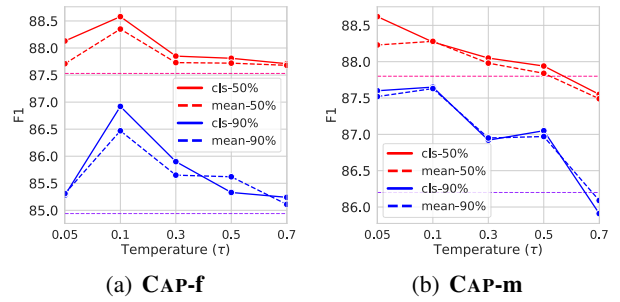 88.5
88.0
87.5
87.0
86.5
86.0
85.5
85.0
F1
cls-50%
mean-50%
cls-90%
mean-90%
0.05 0.1 0.3 0.5 0.7
Temperature (τ)
(a) CAP-f
88.5
88.0
87.5
87.0
86.5
86.0
F1
cls-50%
mean-50%
cls-90%
mean-90%
0.05 0.1 0.3 0.5 0.7
Temperature (τ)
(b) CAP-m